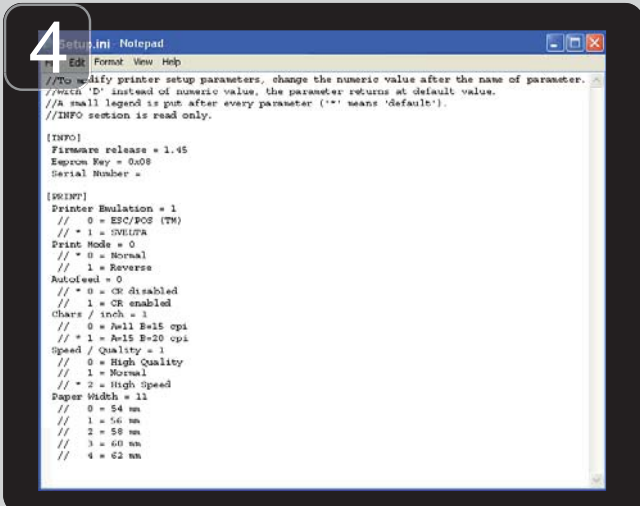 4
Setup.ini - Notepad
Edit Format View Help
//To modify printer setup parameters, change the numeric value after the name of parameter.
//With 'D' instead of numeric value, the parameter returns at default value.
//A small legend is put after every parameter ('*' means 'default').
//INFO section is read only.
[INFO]
Firmware release = 1.45
Eeprom Key = 0x08
Serial Number =
[PRINT]
Printer Emulation = 1
// 0 = ESC/POS (TM)
// * 1 = SVELTA
Print Mode = 0
// * 0 = Normal
// 1 = Reverse
Autofeed = 0
// * 0 = CR disabled
// 1 = CR enabled
Chars / inch = 1
// 0 = A=11 B=15 cpi
// * 1 = A=15 B=20 cpi
Speed / Quality = 1
// 0 = High Quality
// 1 = Normal
// * 2 = High Speed
Paper Width = 11
// 0 = 54 mm
// 1 = 56 mm
// 2 = 58 mm
// 3 = 60 mm
// 4 = 62 mm